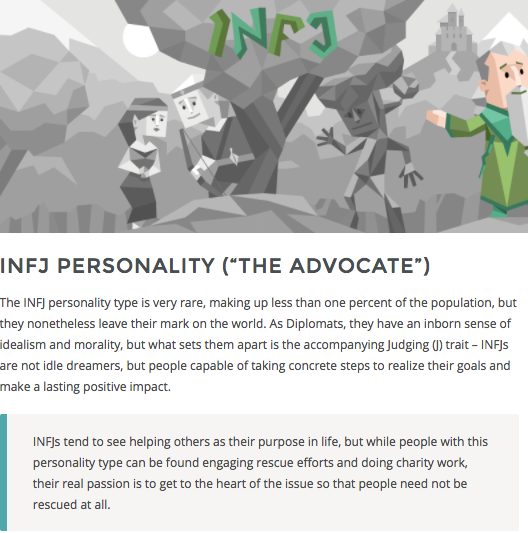 INFJ
INFJ PERSONALITY (“THE ADVOCATE”)
The INFJ personality type is very rare, making up less than one percent of the population, but
they nonetheless leave their mark on the world. As Diplomats, they have an inborn sense of
idealism and morality, but what sets them apart is the accompanying Judging (J) trait – INFJs
are not idle dreamers, but people capable of taking concrete steps to realize their goals and
make a lasting positive impact.
INFJs tend to see helping others as their purpose in life, but while people with this
personality type can be found engaging rescue efforts and doing charity work,
their real passion is to get to the heart of the issue so that people need not be
rescued at all.